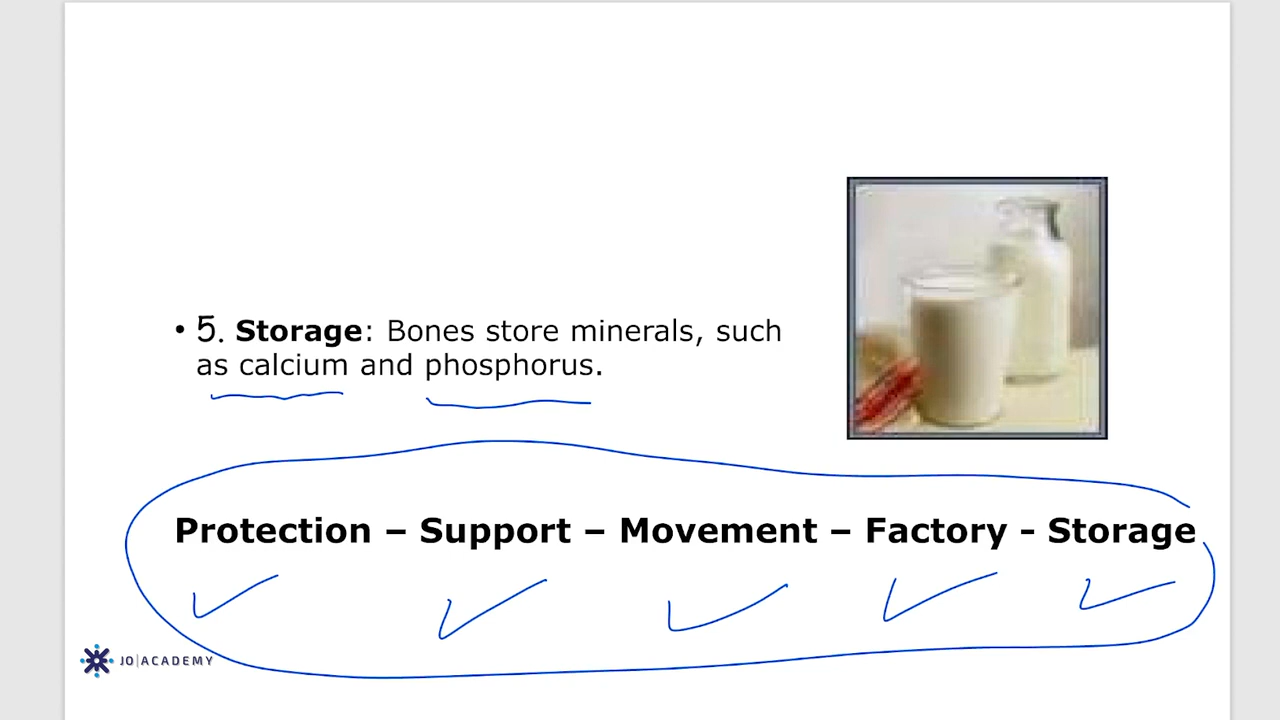 • 5. Storage: Bones store minerals, such
as calcium and phosphorus.
Protection – Support – Movement – Factory - Storage
JO|ACADEMY